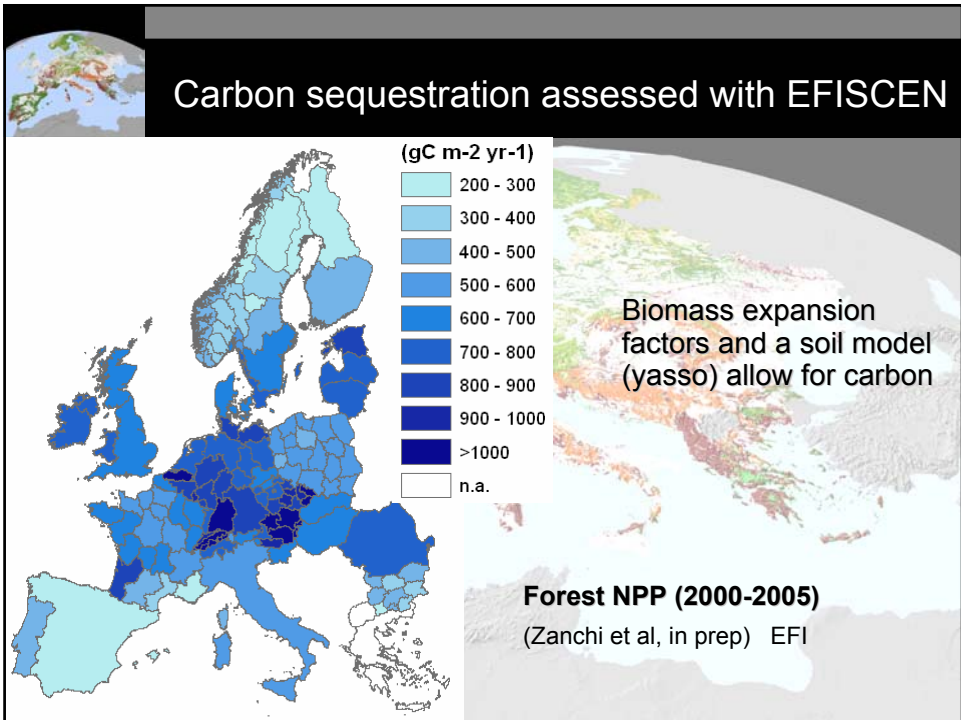 Carbon sequestration assessed with EFISCEN
(gC m-2 yr-1)
200 - 300
300 - 400
400 - 500
500 - 600
600 - 700
700 - 800
800 - 900
900 - 1000
>1000
n.a.
Biomass expansion
factors and a soil model
(yasso) allow for carbon
Forest NPP (2000-2005)
(Zanchi et al, in prep) EFI